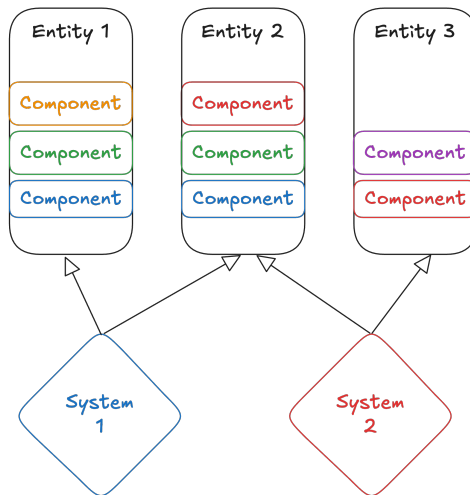 Entity 1
Entity 2
Entity 3
Component
Component
Component
Component
Component
Component
Component
Component
System
1
System
2